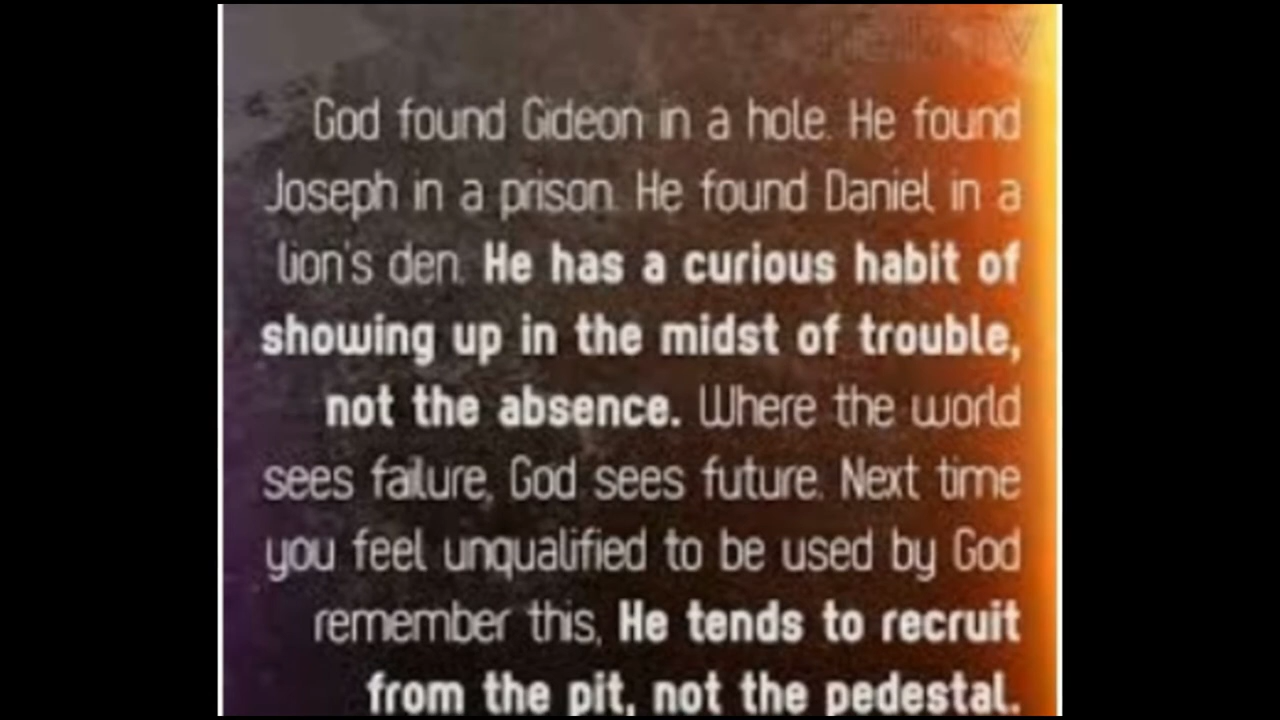 God found Gideon in a hole. He found
Joseph in a prison. He found Daniel in a
lion's den. He has a curious habit of
showing up in the midst of trouble,
not the absence. Where the world
sees failure, God sees future. Next time
you feel unqualified to be used by God
remember this, He tends to recruit
from the pit, not the pedestal.